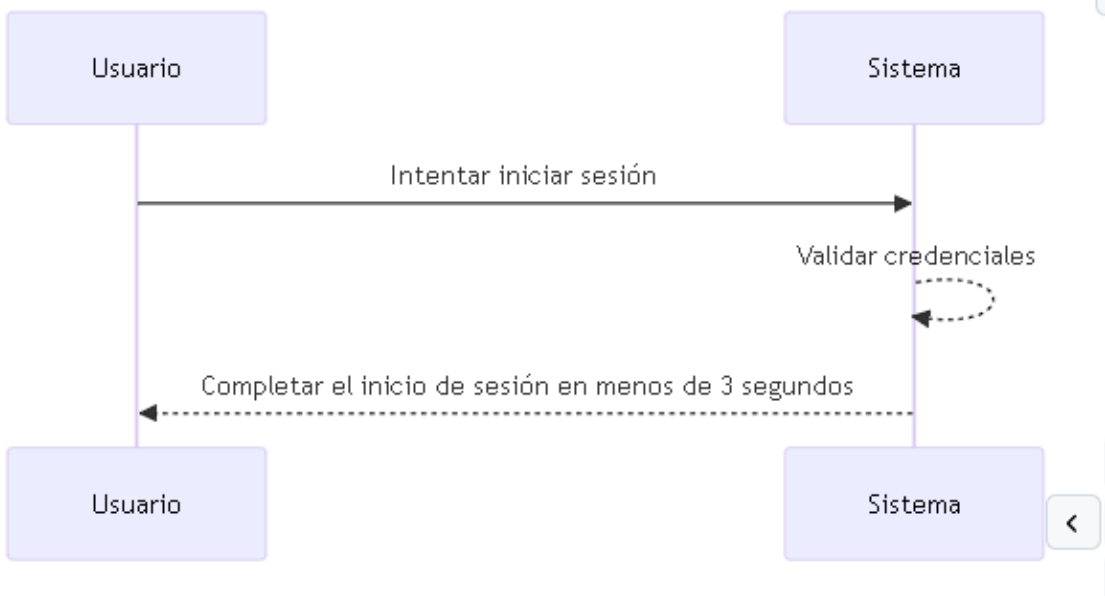 Usuario
Sistema
Intentar iniciar sesión
Validar credenciales
Completar el inicio de sesión en menos de 3 segundos
Usuario
Sistema